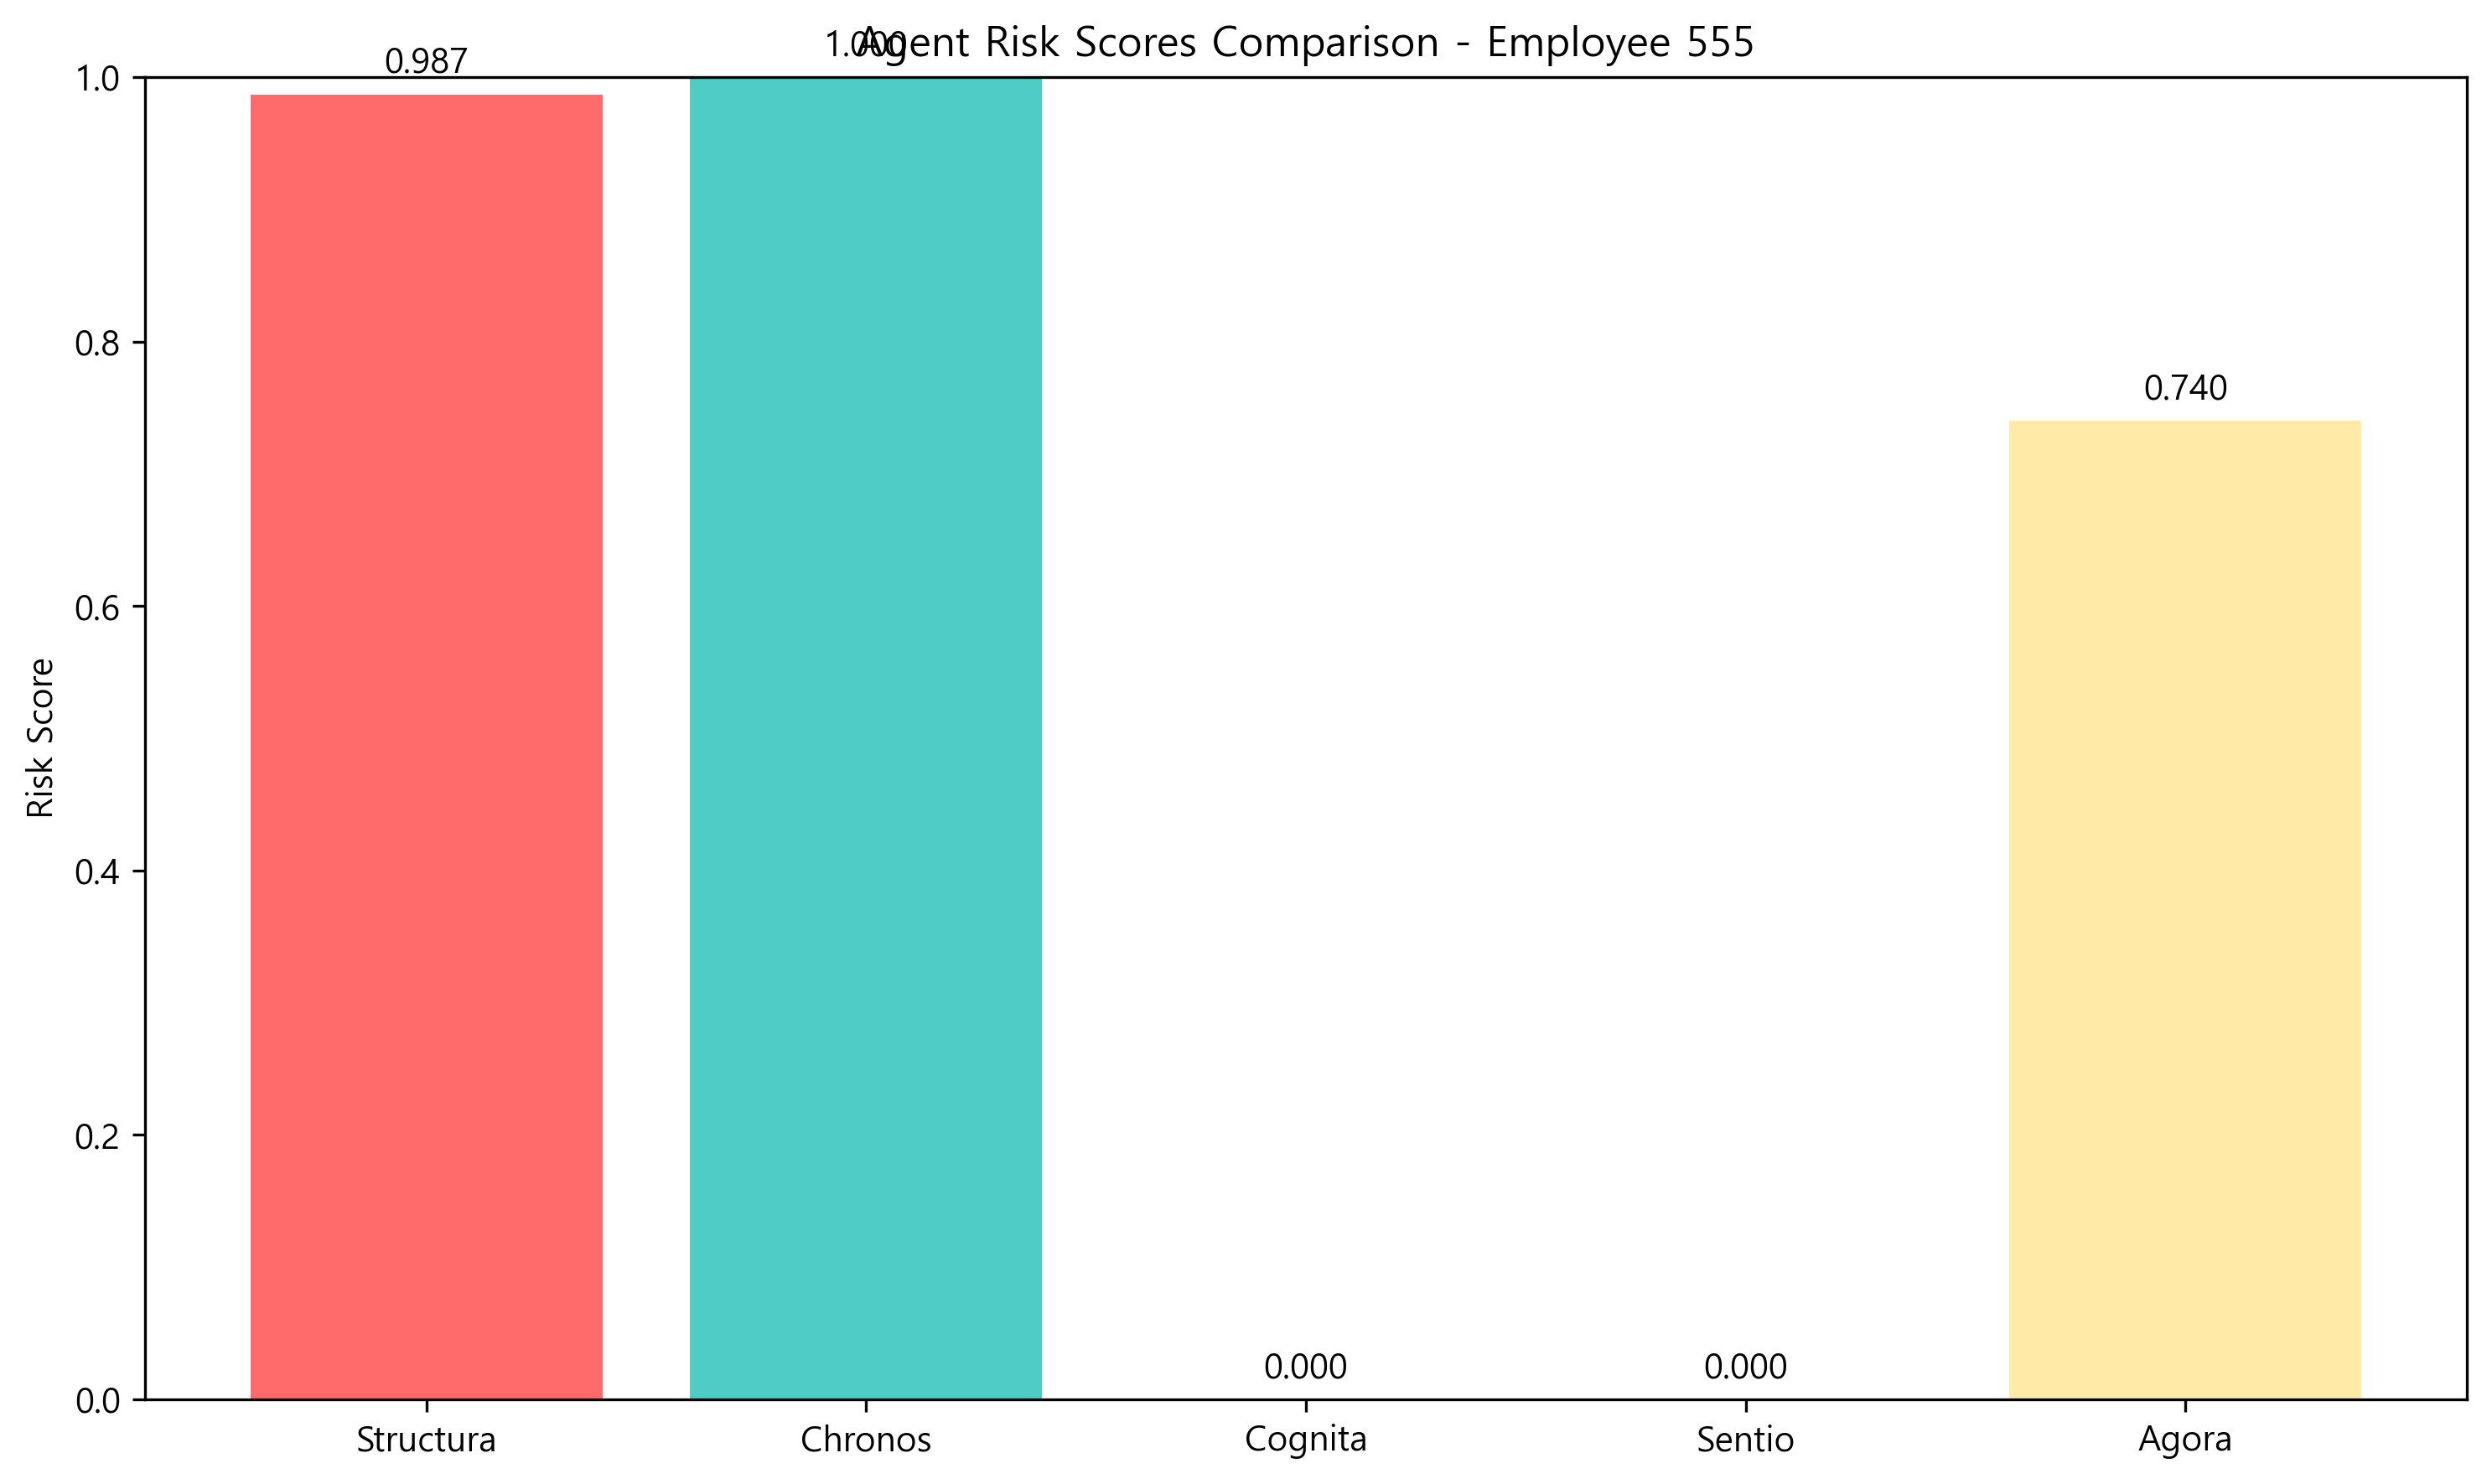 Agent Risk Scores Comparison - Employee 555
0.987
1.000
1.0
0.8
0.740
0.6
Risk Score
0.4
0.2
0.000
0.000
0.0
Structura
Chronos
Cognita
Sentio
Agora